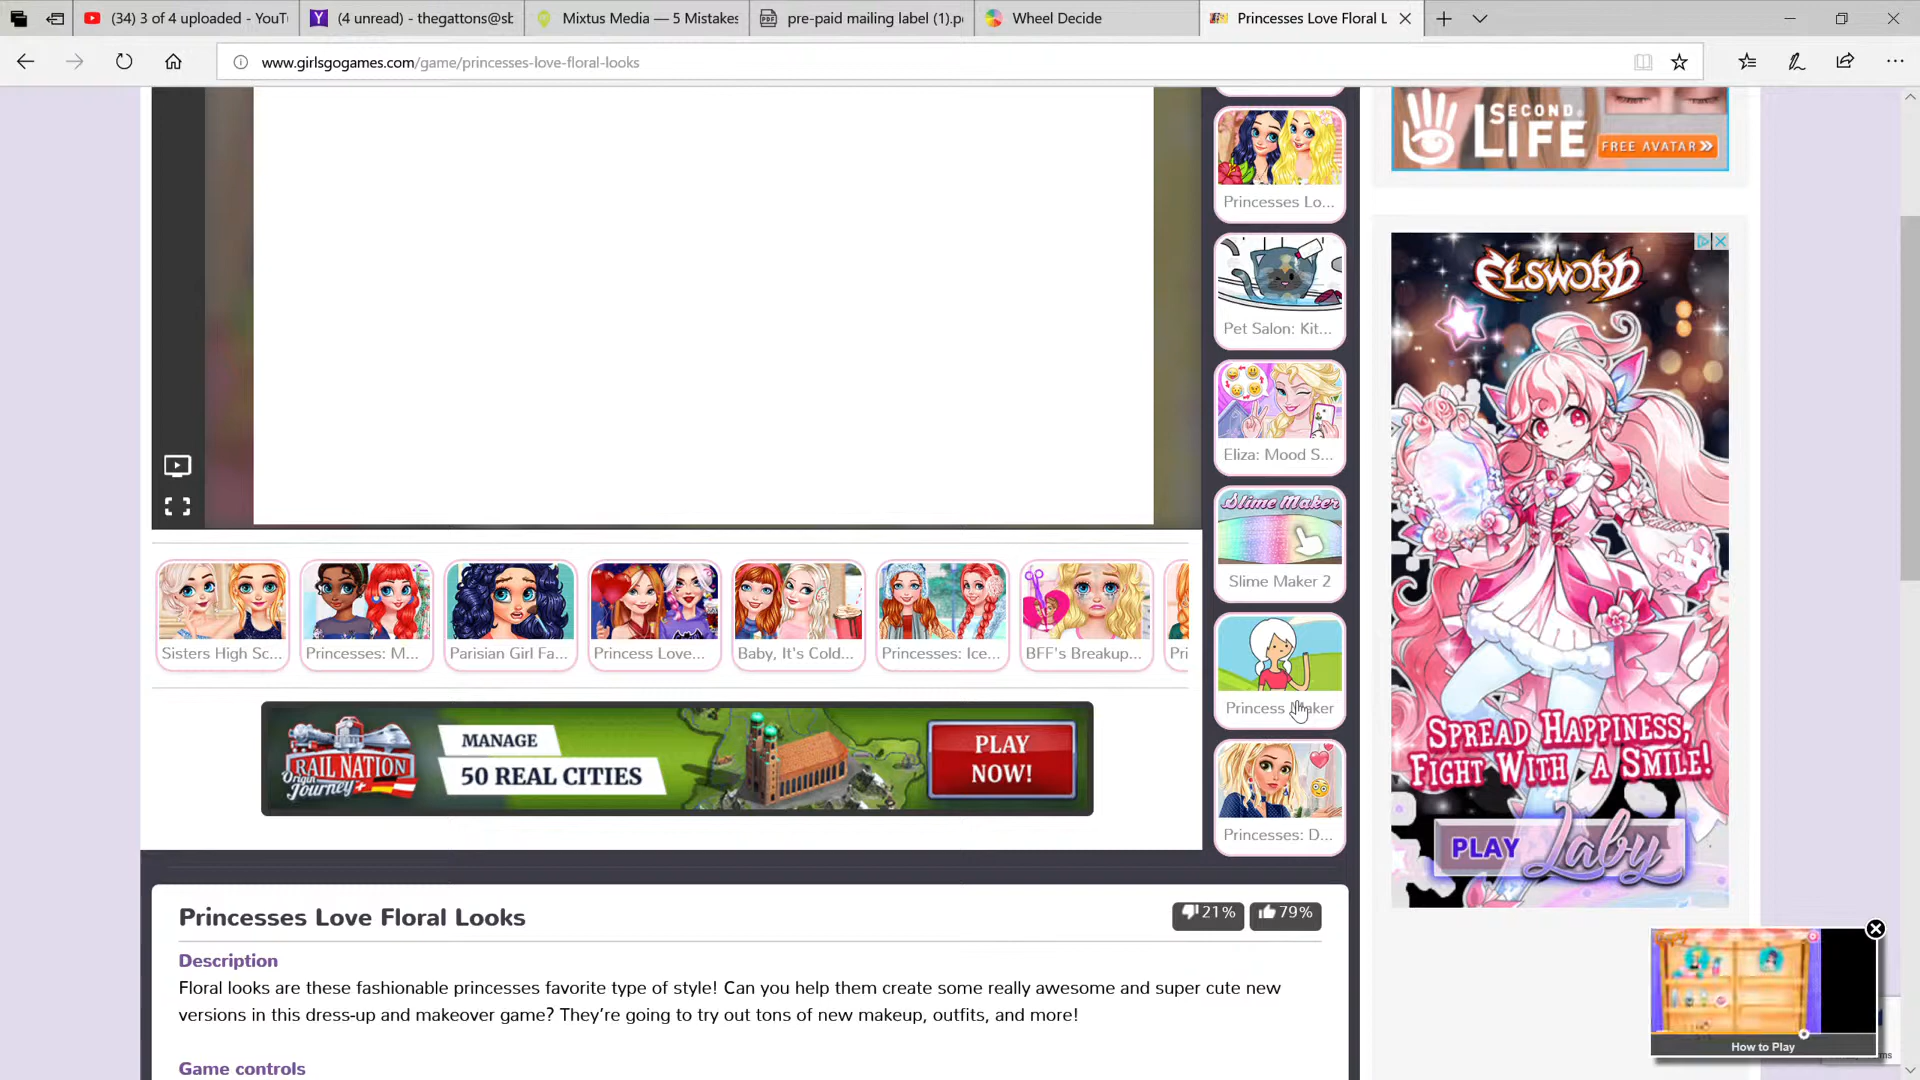 (34) 3 of 4 uploaded - YouTu
(4 unread) - thegattons@sb
Mixtus Media — 5 Mistakes
pre-paid mailing label (1).p
Wheel Decide
Princesses Love Floral L
www.girlsgogames.com/game/princesses-love-floral-looks
SECOND
LIFE
FREE AVATAR
Princesses Lo...
Pet Salon: Kit...
Eliza: Mood S...
Slime Maker
Slime Maker 2
Princess Maker
Princesses: D...
ELSWORD
SPREAD HAPPINESS,
FIGHT WITH A SMILE!
PLAY Laby
Sisters High Sc...
Princesses: M...
Parisian Girl Fa...
Princess Love...
Baby, It's Cold...
Princesses: Ice...
BFF's Breakup...
Pri
RAIL NATION
Origin
Journey
MANAGE
50 REAL CITIES
PLAY
NOW!
Princesses Love Floral Looks
21%
79%
Description
Floral looks are these fashionable princesses favorite type of style! Can you help them create some really awesome and super cute new
versions in this dress-up and makeover game? They're going to try out tons of new makeup, outfits, and more!
Game controls
How to Play